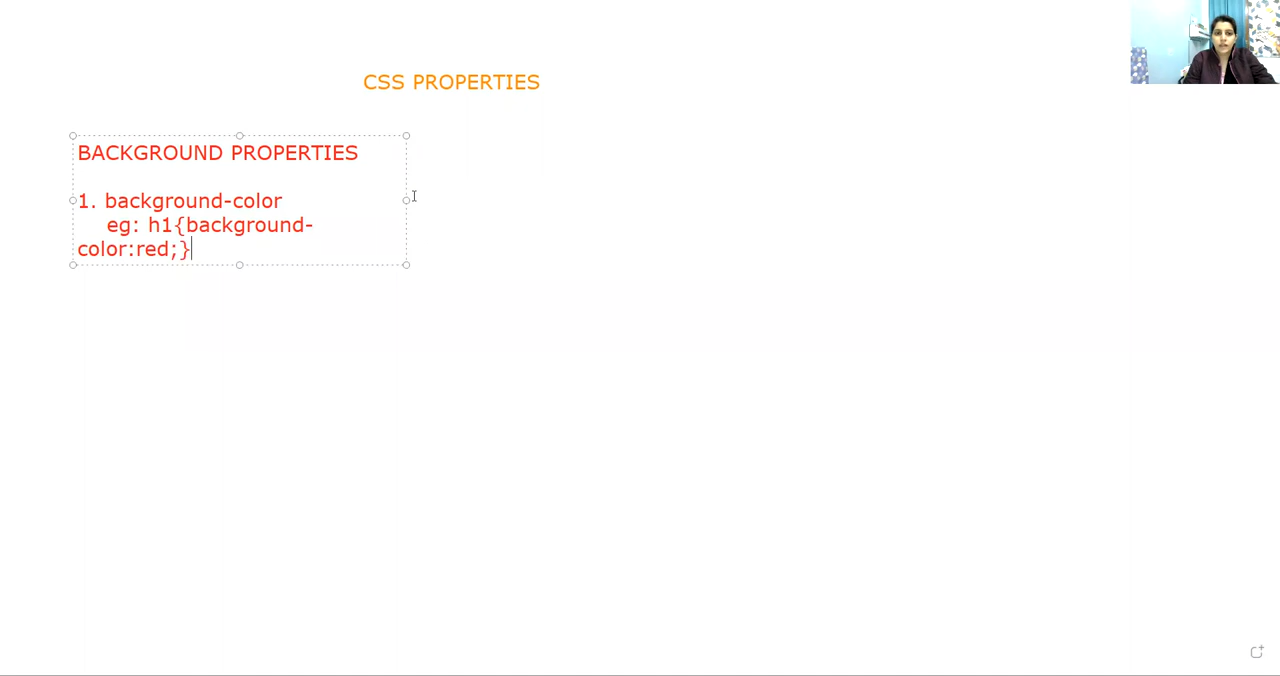 CSS PROPERTIES
BACKGROUND PROPERTIES
1. background-color
eg: h1{background-
color:red;}